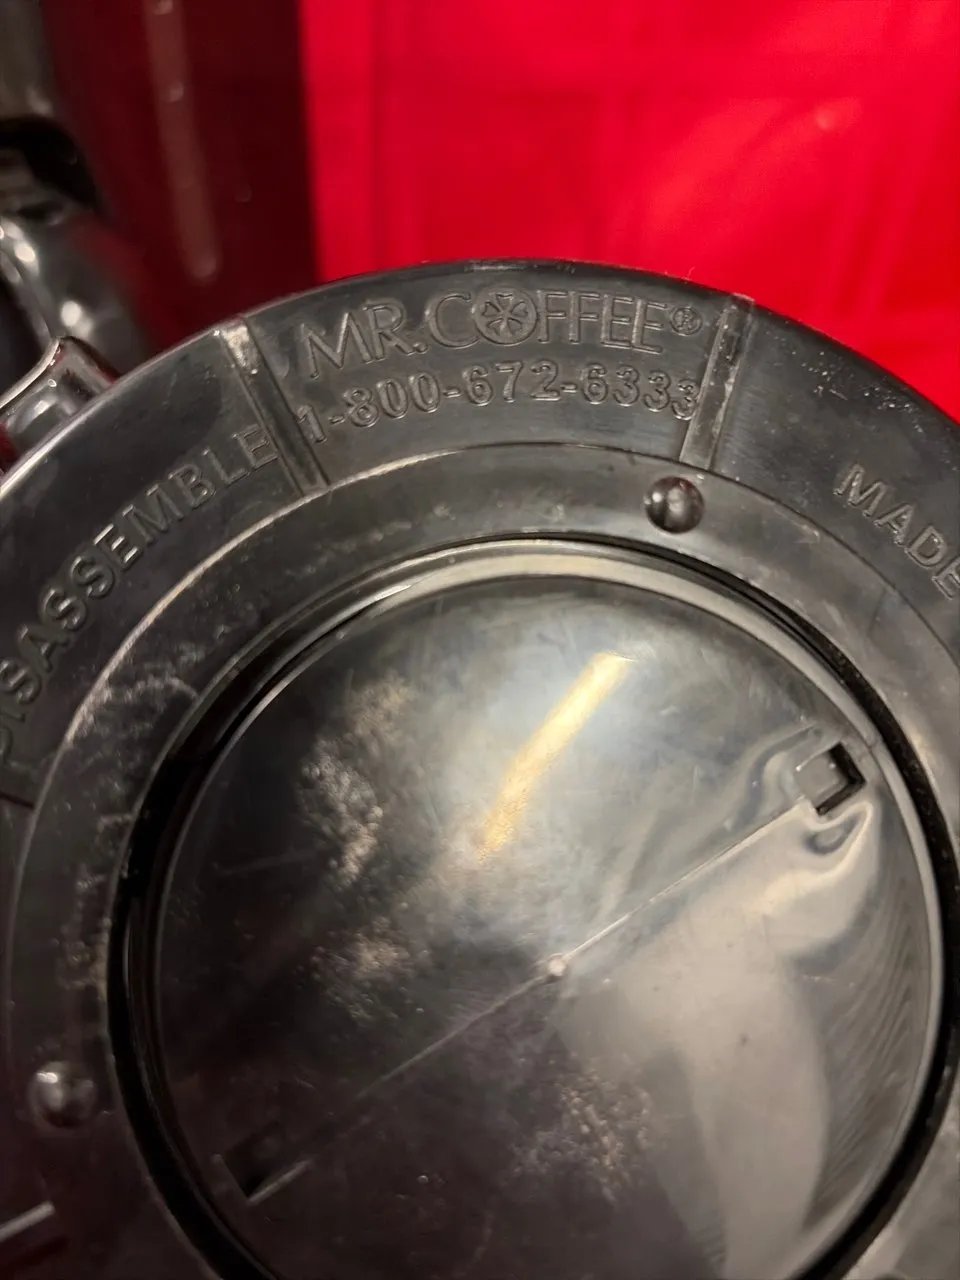 MR. COFFEE®
1-800-672-6333
DISASSEMBLE
MADE